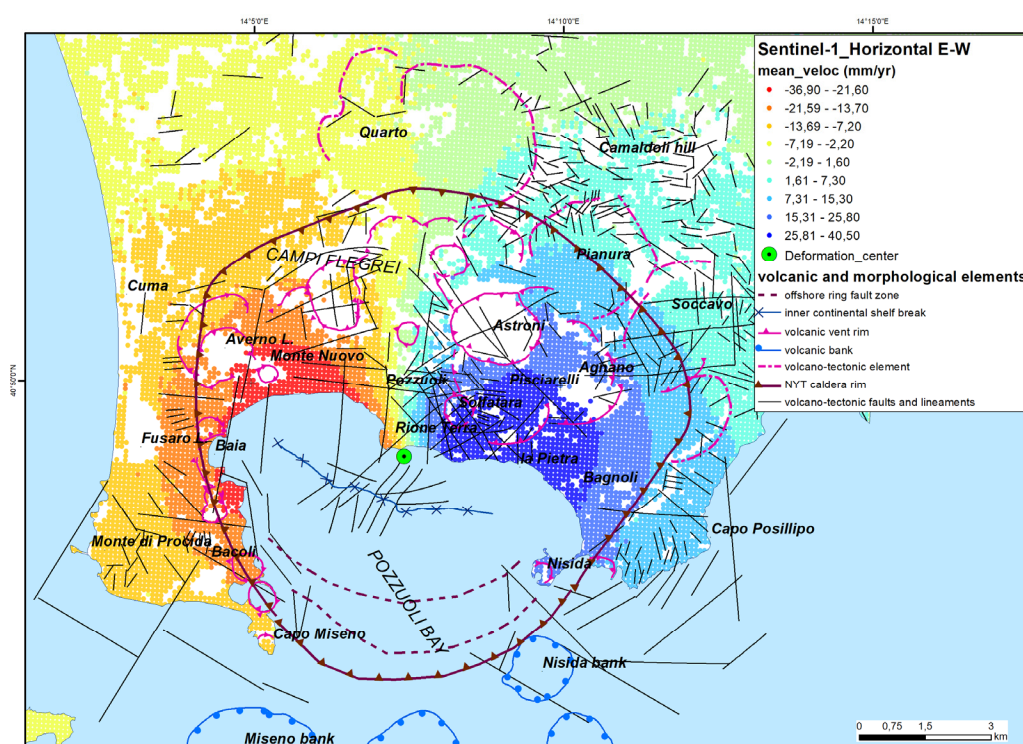 14°5'0"E
14°10'0"E
14°15'0"E
40°50'0"N
Sentinel-1_Horizontal E-W
mean_veloc (mm/yr)
-36,90 - -21,60
-21,59 - -13,70
-13,69 - -7,20
-7,19 - -2,20
-2,19 - 1,60
1,61 - 7,30
7,31 - 15,30
15,31 - 25,80
25,81 - 40,50
Deformation_center
volcanic and morphological elements
offshore ring fault zone
inner continental shelf break
volcanic vent rim
volcanic bank
volcano-tectonic element
NYT caldera rim
volcano-tectonic faults and lineaments
Quarto
Camaldoli hill
CAMPI FLEGREI
Pianura
Cuma
Soccavo
Averno L.
Astroni
Monte Nuovo
Agnano
Pozzuoli
Pisciarelli
Solfatara
Rione Terra
Fusaro
Baia
la Pietra
Bagnoli
Capo Posillipo
Monte di Procida
Bacoli
Nisida
POZZUOLI BAY
Capo Miseno
Nisida bank
Miseno bank
0 0,75 1,5 3
km